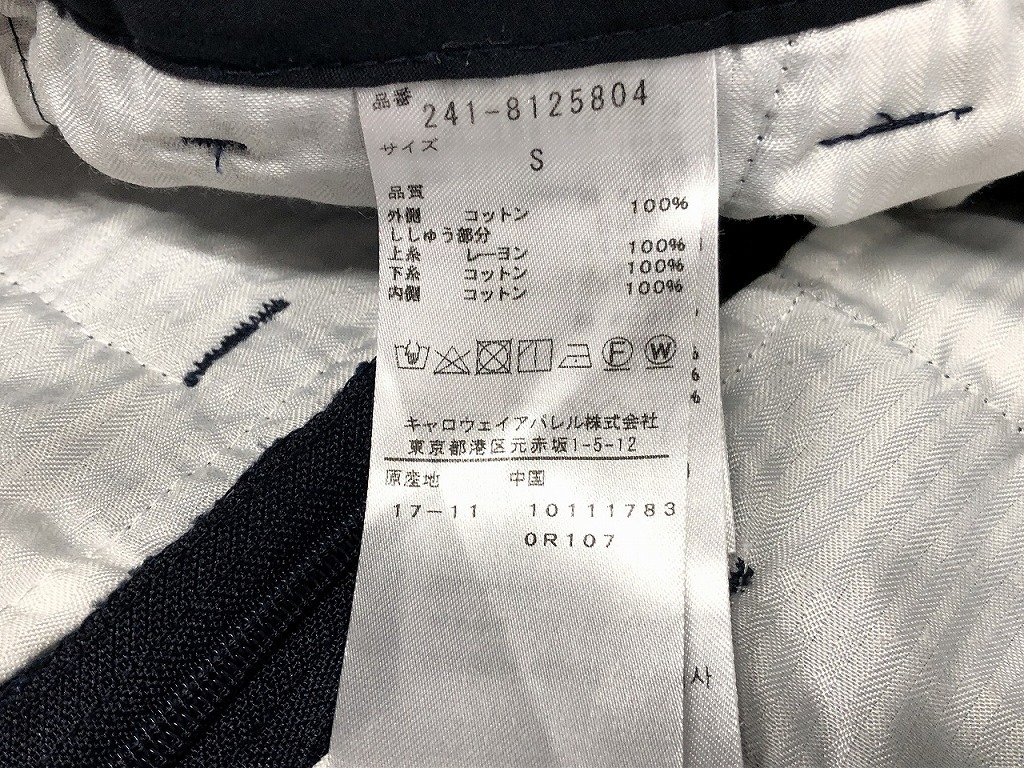 品番 241-8125804
サイズ S
品質
外側 コットン 100%
ししゅう部分
上糸 レーヨン 100%
下糸 コットン 100%
内側 コットン 100%
F W
キャロウェイアパレル株式会社
東京都港区元赤坂1-5-12
原産地 中国
17-11 10111783
0R107
사